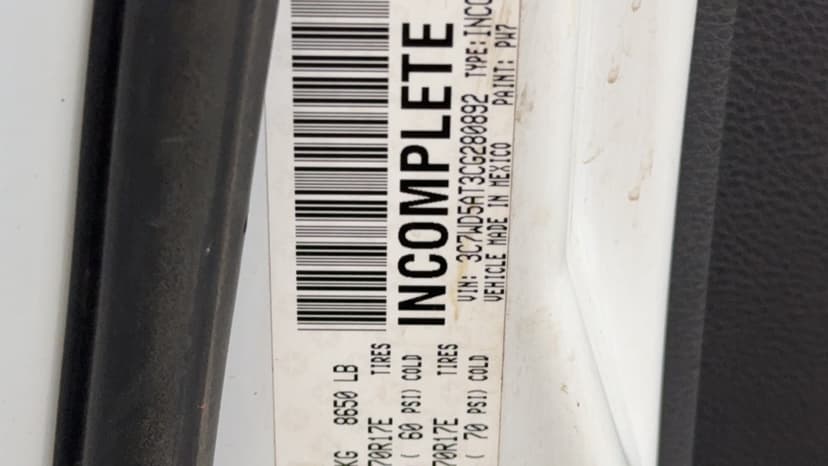 KG 8650 LB
70R17E TIRES
( 60 PSI) COLD
70R17E TIRES
( 70 PSI) COLD
INCOMPLETE
VIN: 3C7WD5AT3CG280892 TYPE:INCO
VEHICLE MADE IN MEXICO PAINT: PW7